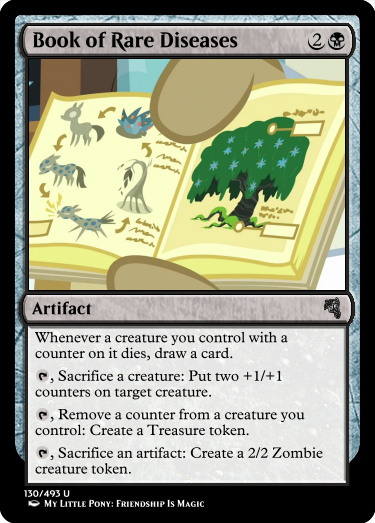 Book of Rare Diseases 2
Artifact
Whenever a creature you control with a
counter on it dies, draw a card.
, Sacrifice a creature: Put two +1/+1
counters on target creature.
, Remove a counter from a creature you
control: Create a Treasure token.
, Sacrifice an artifact: Create a 2/2 Zombie
creature token.
130/493 U
My Little Pony: Friendship Is Magic